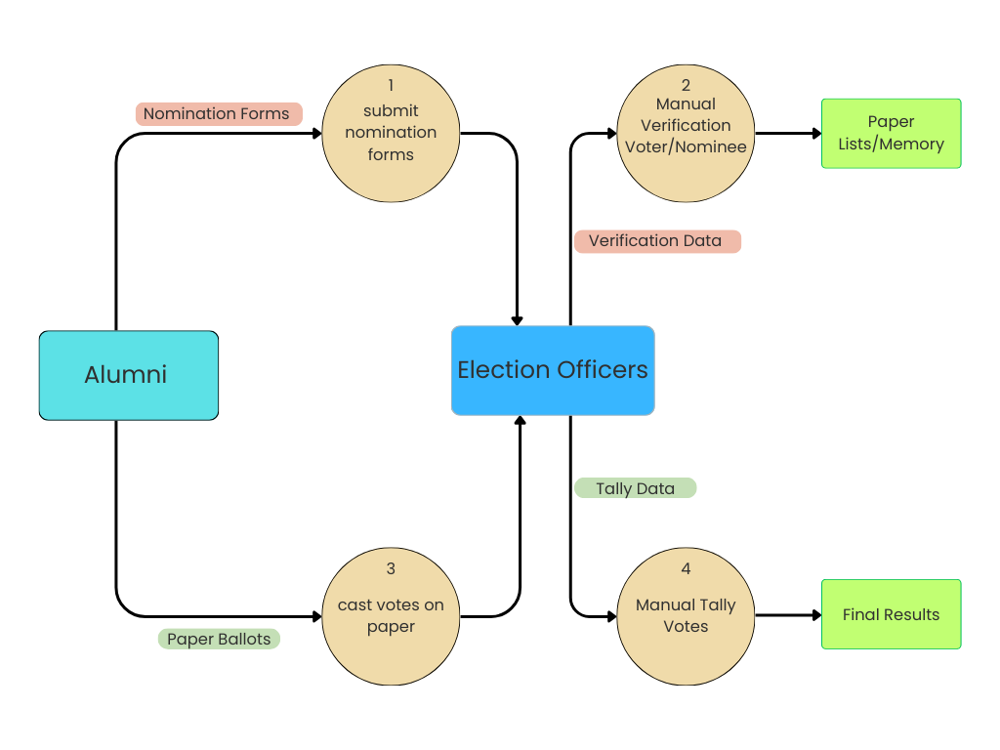 Nomination Forms
1
submit
nomination
forms
2
Manual
Verification
Voter/Nominee
Paper
Lists/Memory
Verification Data
Alumni
Election Officers
Tally Data
3
cast votes on
paper
Paper Ballots
4
Manual Tally
Votes
Final Results